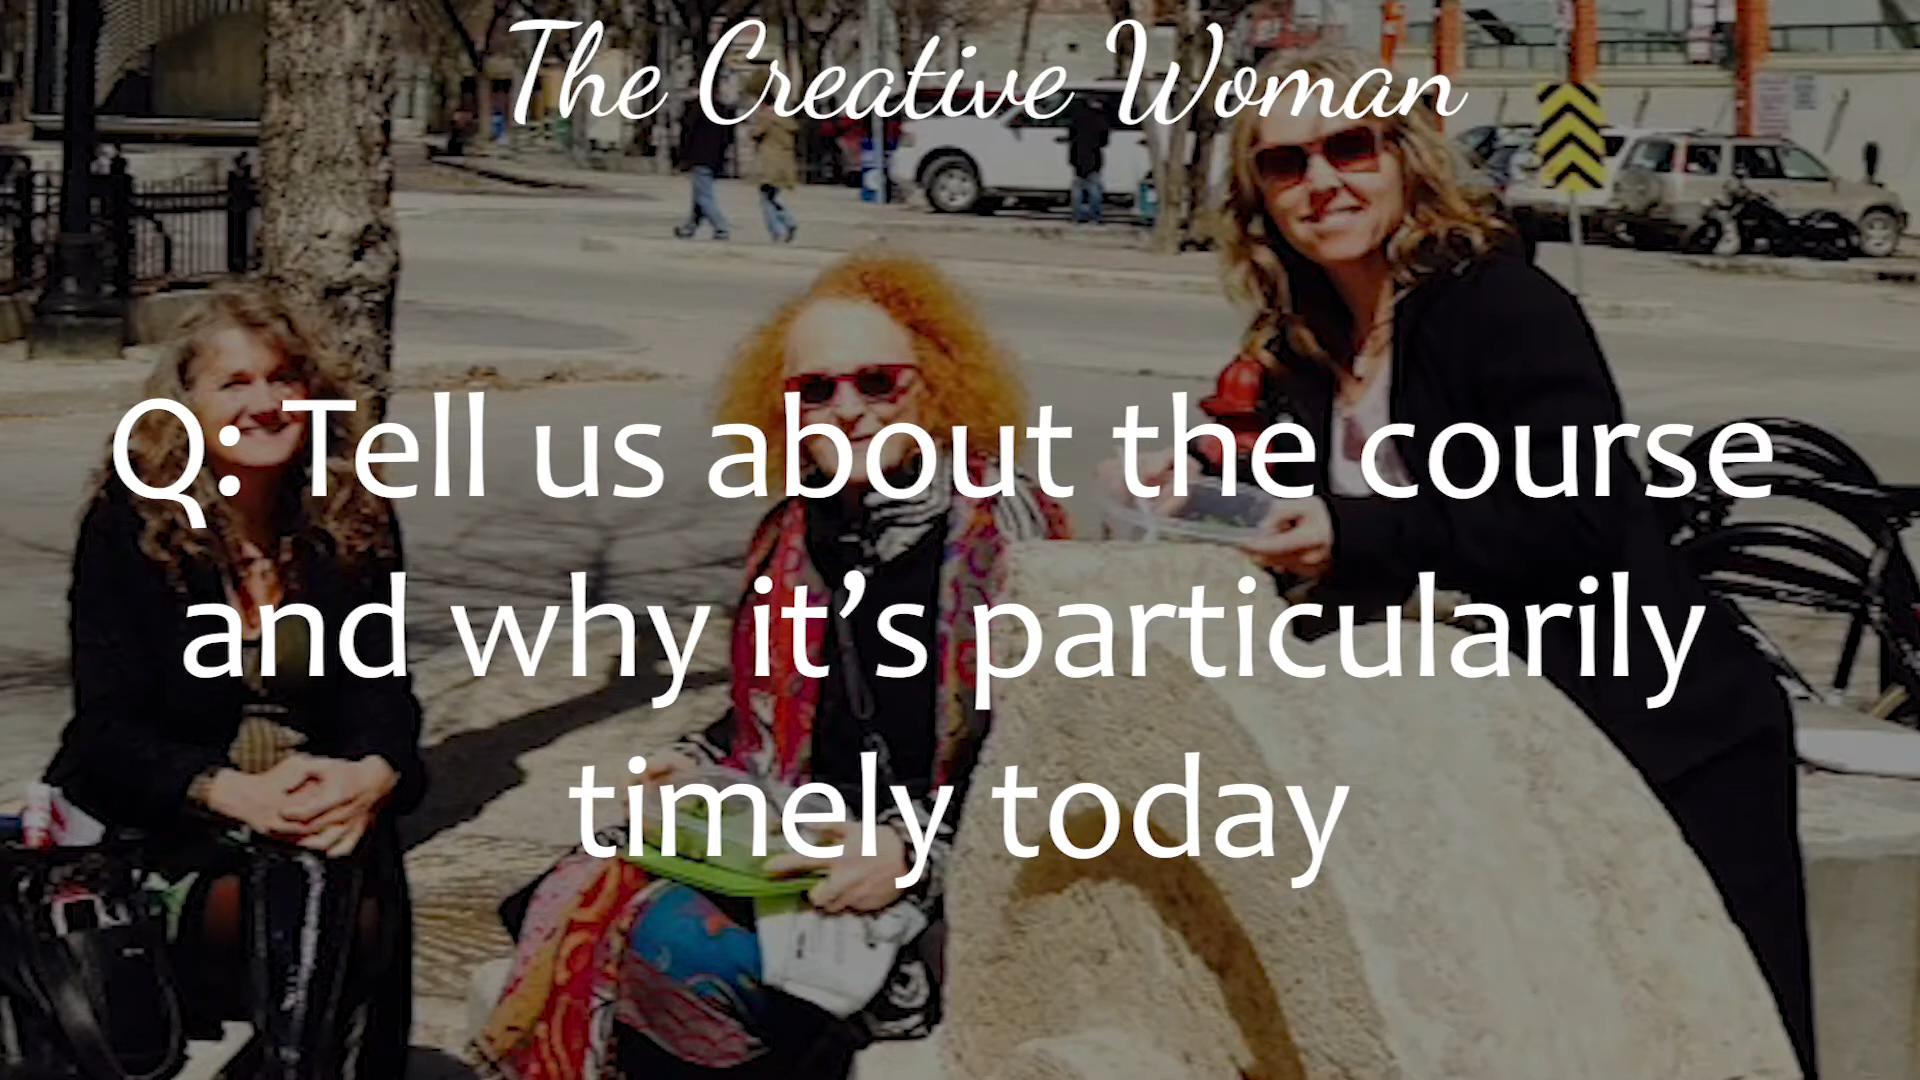 The Creative Woman
Q: Tell us about the course
and why it’s particularily
timely today